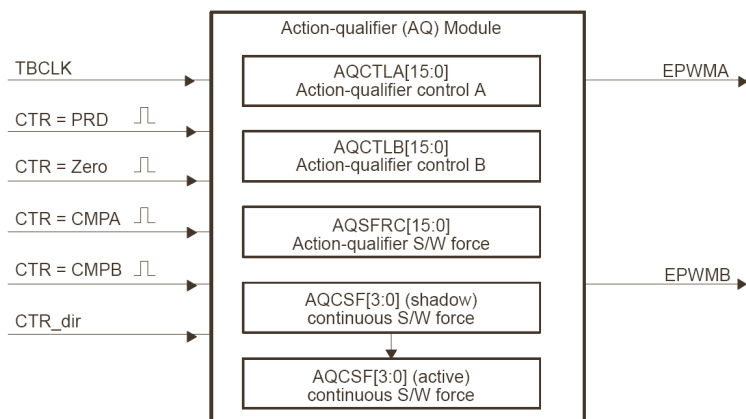 Action-qualifier (AQ) Module
TBCLK
CTR = PRD
CTR = Zero
CTR = CMPA
CTR = CMPB
CTR_dir
AQCTLA[15:0]
Action-qualifier control A
AQCTLB[15:0]
Action-qualifier control B
AQSFRC[15:0]
Action-qualifier S/W force
AQCSF[3:0] (shadow)
continuous S/W force
AQCSF[3:0] (active)
continuous S/W force
EPWMA
EPWMB